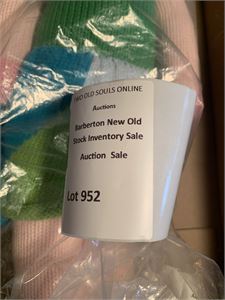 TWO OLD SOULS ONLINE
Auctions
Barberton New Old
Stock Inventory Sale
Auction Sale
Lot 952